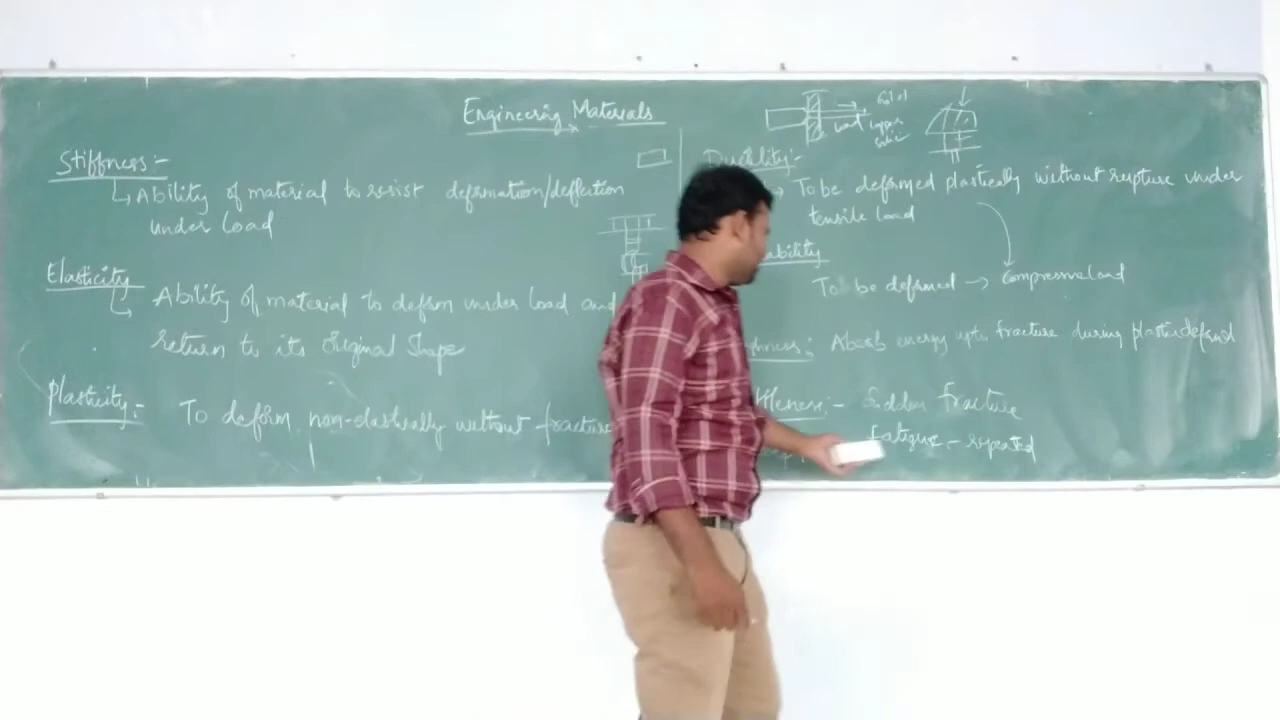 Engineering Materials
Stiffness:-
Ability of material to resist deformation/deflection
under load
Elasticity
Ability of material to deform under load and
return to its original shape
Plasticity:-
To deform non-elastically without fracture
Gold
wool
Ductility:-
To be deformed plastically without rupture under
tensile load
ability
To be deformed → Compressive load
hness: Absorb energy upto fracture during plastic
ttleness:- Sudden fracture
Fatigue - repeated